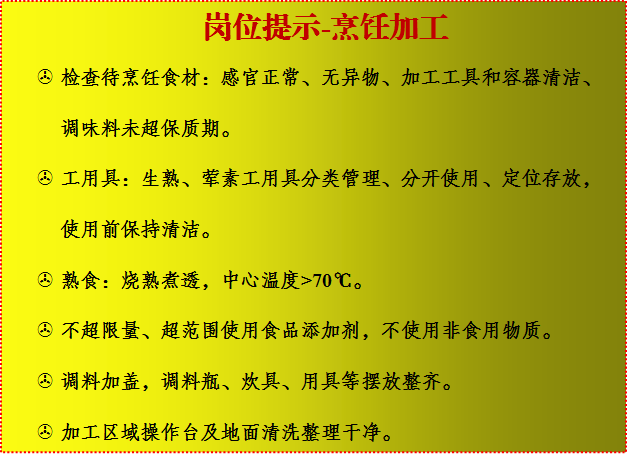 岗位提示-烹饪加工
✇ 检查待烹饪食材：感官正常、无异物、加工工具和容器清洁、
调味料未超保质期。
✇ 工用具：生熟、荤素工用具分类管理、分开使用、定位存放，
使用前保持清洁。
✇ 熟食：烧熟煮透，中心温度>70℃。
✇ 不超限量、超范围使用食品添加剂，不使用非食用物质。
✇ 调料加盖，调料瓶、炊具、用具等摆放整齐。
✇ 加工区域操作台及地面清洗整理干净。